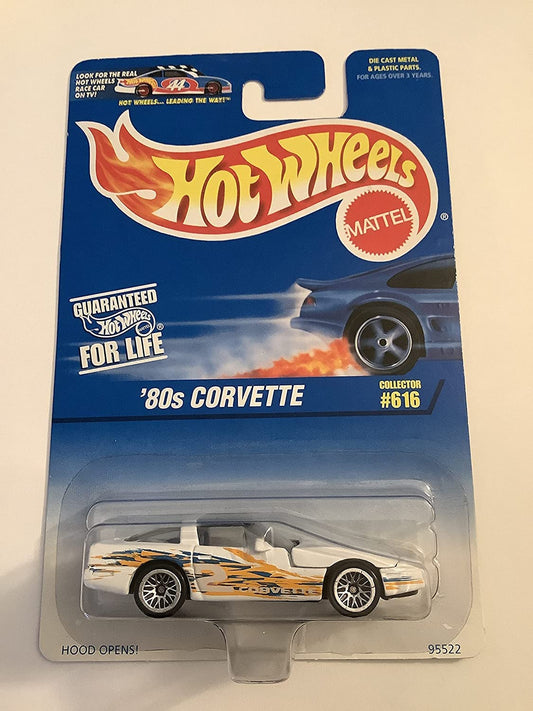 LOOK FOR THE REAL
HOT WHEELS
RACE CAR
ON TV!
44
HOT WHEELS... LEADING THE WAY!™
DIE CAST METAL
& PLASTIC PARTS.
FOR AGES OVER 3 YEARS.
HOT WHEELS
MATTEL
®
GUARANTEED
HOT WHEELS ®
FOR LIFE
'80s CORVETTE
COLLECTOR
#616
CORVETTE
HOOD OPENS!
95522